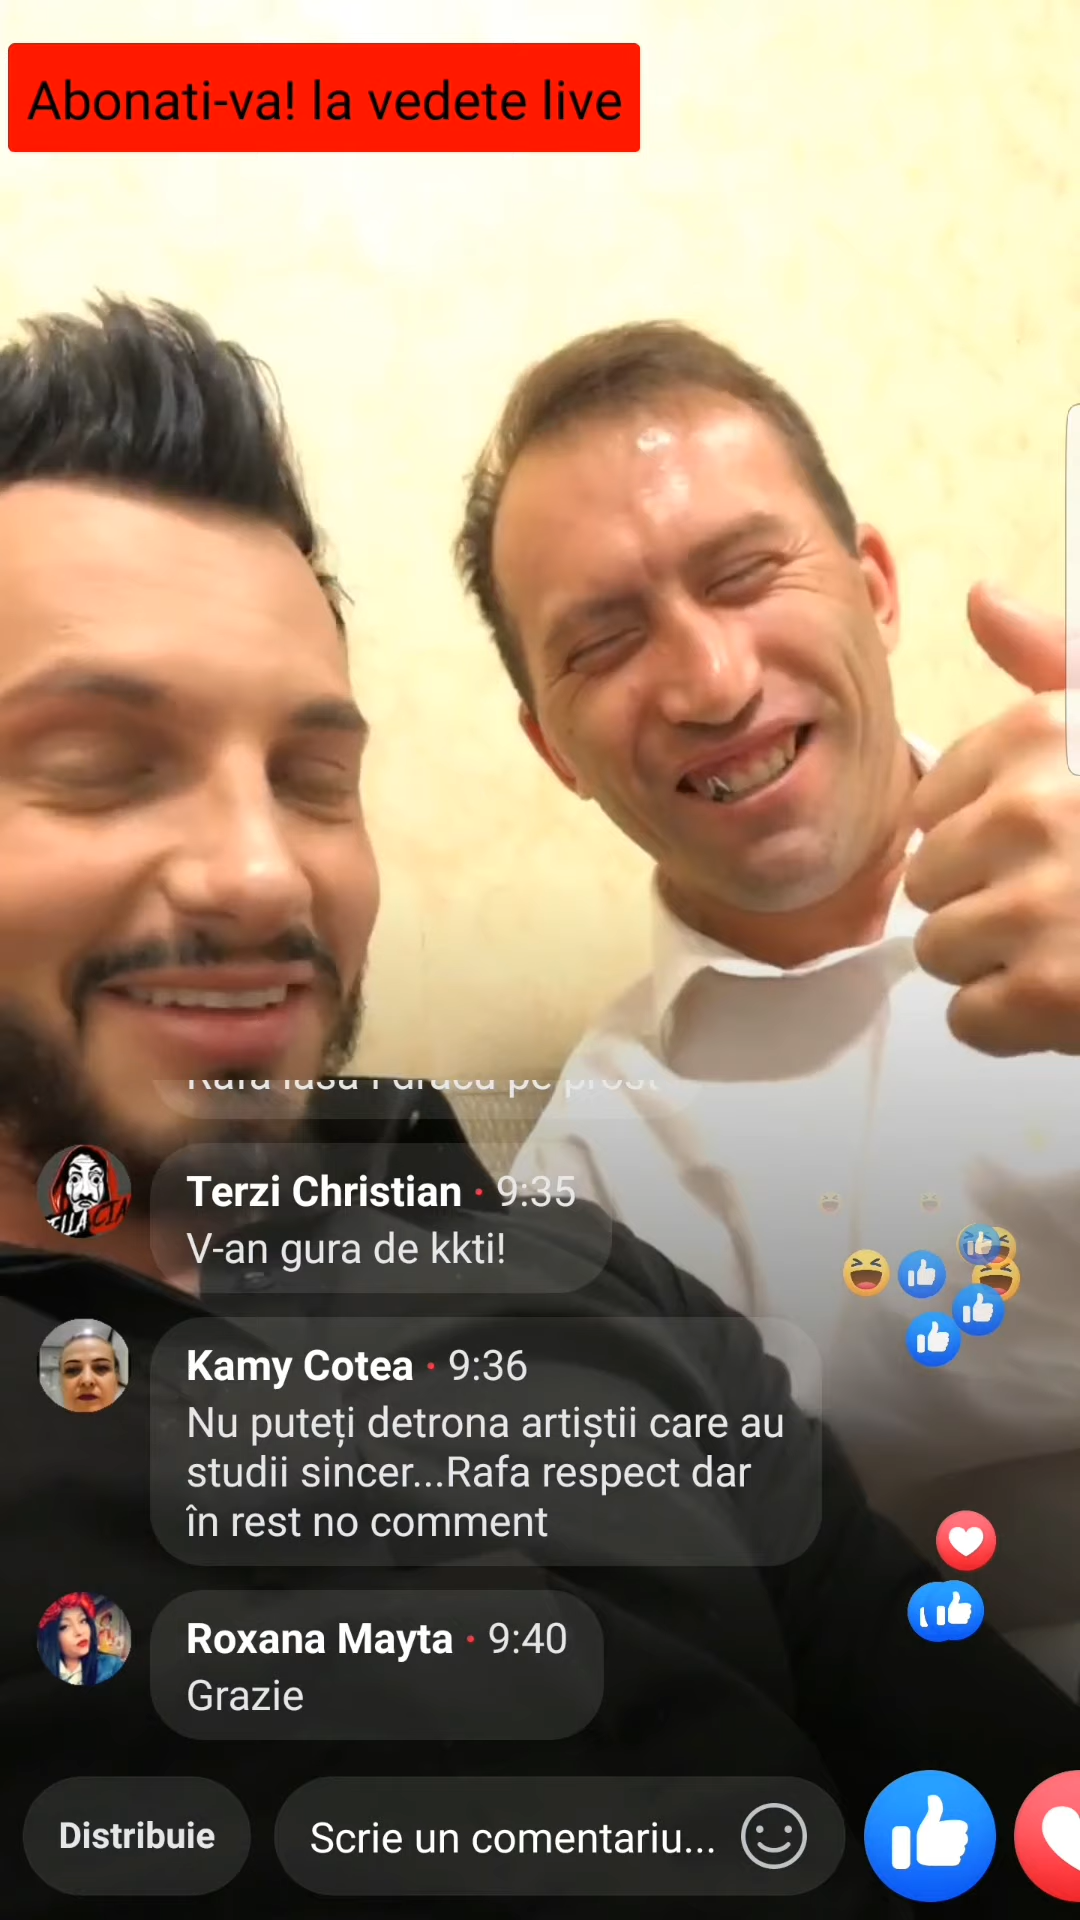 Abonati-va! la vedete live
Terzi Christian • 9:35
V-an gura de kkti!
Kamy Cotea • 9:36
Nu puteți detrona artiștii care au
studii sincer...Rafa respect dar
în rest no comment
Roxana Mayta • 9:40
Grazie
Distribuie
Scrie un comentariu...